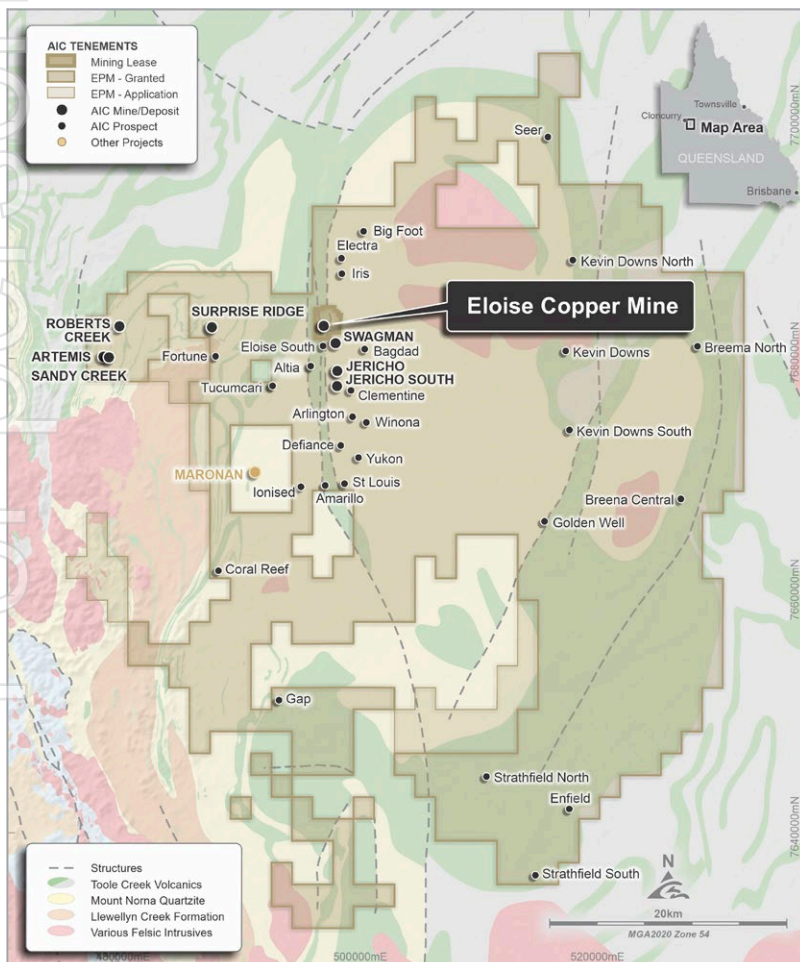 AIC TENEMENTS
Mining Lease
EPM - Granted
EPM - Application
AIC Mine/Deposit
AIC Prospect
Other Projects
Townsville
Cloncurry
Map Area
QUEENSLAND
Brisbane
7700000mN
Seer
Big Foot
Electra
Iris
Kevin Downs North
Eloise Copper Mine
ROBERTS
CREEK
SURPRISE RIDGE
ARTEMIS
SANDY CREEK
Fortune
Eloise South
SWAGMAN
Bagdad
Kevin Downs
Breema North
7680000mN
Altia
JERICHO
JERICHO SOUTH
Tucumcari
Clementine
Arlington
Winona
Kevin Downs South
Defiance
Yukon
MARONAN
Ionised
Amarillo
St Louis
Breena Central
Golden Well
Coral Reef
7660000mN
Gap
Strathfield North
Enfield
7640000mN
Strathfield South
Structures
Toole Creek Volcanics
Mount Norna Quartzite
Llewellyn Creek Formation
Various Felsic Intrusives
N
20km
MGA2020 Zone 54
480000mE
500000mE
520000mE